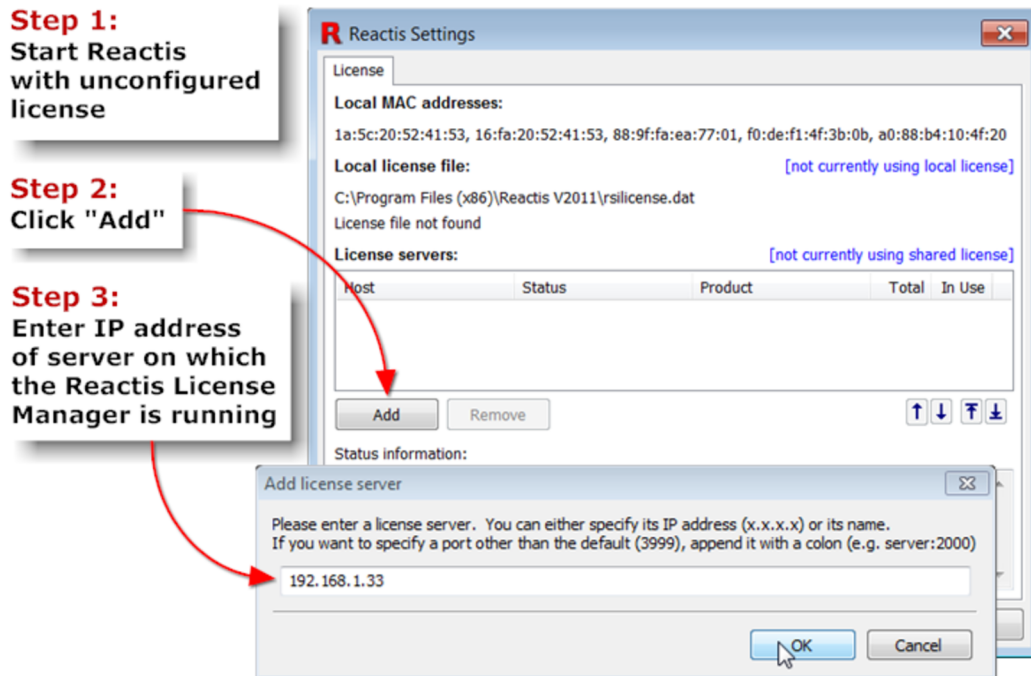 Step 1:
Start Reactis
with unconfigured
license
Step 2:
Click "Add"
Step 3:
Enter IP address
of server on which
the Reactis License
Manager is running
R Reactis Settings
License
Local MAC addresses:
1a:5c:20:52:41:53, 16:fa:20:52:41:53, 88:9f:fa:ea:77:01, f0:de:f1:4f:3b:0b, a0:88:b4:10:4f:20
Local license file: [not currently using local license]
C:\Program Files (x86)\Reactis V2011\rsilicense.dat
License file not found
License servers: [not currently using shared license]
Host Status Product Total In Use
Add Remove
Status information:
Add license server
Please enter a license server. You can either specify its IP address (x.x.x.x) or its name.
If you want to specify a port other than the default (3999), append it with a colon (e.g. server:2000)
192.168.1.33
OK Cancel